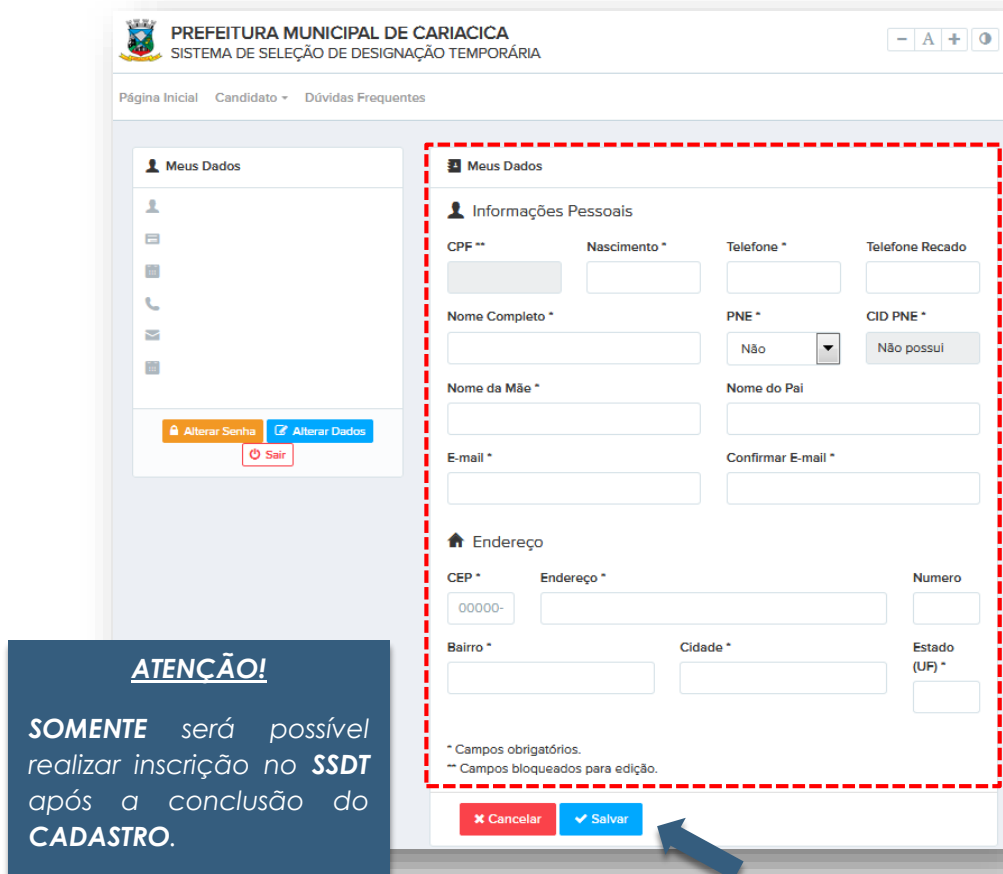 PREFEITURA MUNICIPAL DE CARIACICA
SISTEMA DE SELEÇÃO DE DESIGNAÇÃO TEMPORÁRIA
- A +
Página Inicial Candidato Dúvidas Frequentes
Meus Dados
Alterar Senha Alterar Dados
Sair
Meus Dados
Informações Pessoais
CPF ** Nascimento * Telefone * Telefone Recado
Nome Completo * PNE * CID PNE *
Não Não possui
Nome da Mãe * Nome do Pai
E-mail * Confirmar E-mail *
Endereço
CEP * Endereço * Numero
00000-
Bairro * Cidade * Estado
(UF) *
* Campos obrigatórios.
** Campos bloqueados para edição.
Cancelar Salvar
ATENÇÃO!
SOMENTE será possível
realizar inscrição no SSDT
após a conclusão do
CADASTRO.